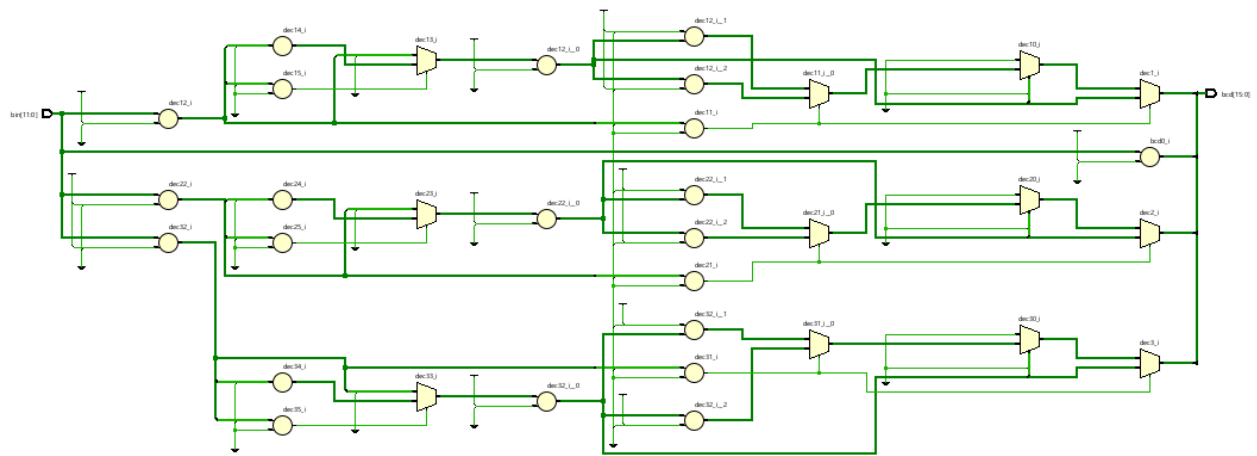 dec12_i__1
dec14_i
dec13_i
dec12_i__0
dec10_i
dec15_i
dec12_i__2
dec11_i__0
dec1_i
bin[11:0]
bcd[15:0]
dec12_i
dec11_i
bcd0_i
dec22_i
dec24_i
dec23_i
dec22_i__0
dec22_i__1
dec20_i
dec32_i
dec25_i
dec22_i__2
dec21_i__0
dec2_i
dec21_i
dec32_i__1
dec31_i__0
dec30_i
dec3_i
dec34_i
dec33_i
dec32_i__0
dec31_i
dec35_i
dec32_i__2